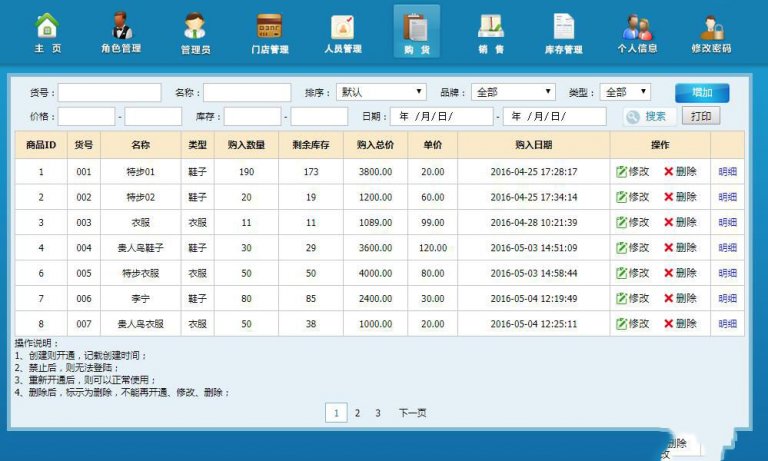 主 页 角色管理 管理员 门店管理 人员管理 购 货 销 售 库存管理 个人信息 修改密码
货号： 名称： 排序： 默认 品牌： 全部 类型： 全部 增加
价格： - 库存： - 日期： 年 /月/日/ - 年 /月/日/ 搜索 打印
商品ID 货号 名称 类型 购入数量 剩余库存 购入总价 单价 购入日期 操作
1 001 特步01 鞋子 190 173 3800.00 20.00 2016-04-25 17:28:17 修改 删除 明细
2 002 特步02 鞋子 20 19 1200.00 60.00 2016-04-25 17:34:14 修改 删除 明细
3 003 衣服 衣服 11 11 1089.00 99.00 2016-04-28 10:21:39 修改 删除 明细
4 004 贵人鸟鞋子 鞋子 30 29 3600.00 120.00 2016-05-03 14:51:09 修改 删除 明细
6 005 特步衣服 衣服 50 50 4000.00 80.00 2016-05-03 14:58:44 修改 删除 明细
7 006 李宁 鞋子 80 85 2400.00 30.00 2016-05-04 12:19:49 修改 删除 明细
8 007 贵人鸟衣服 衣服 50 38 1000.00 20.00 2016-05-04 12:25:11 修改 删除 明细
操作说明：
1、创建则开通，记载创建时间；
2、禁止后，则无法登陆；
3、重新开通后，则可以正常使用；
4、删除后，标示为删除，不能再开通、修改、删除；
1 2 3 下一页
删除
改